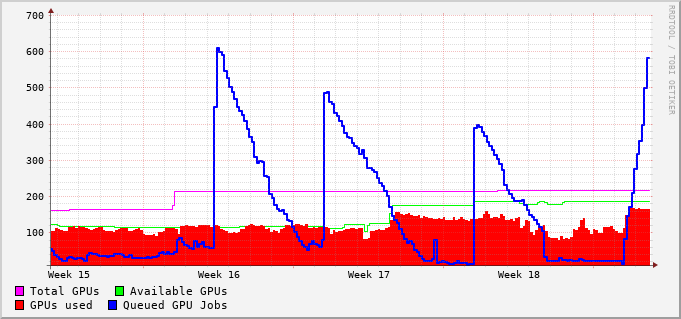 700
600
500
400
300
200
100
Week 15 Week 16 Week 17 Week 18
Total GPUs Available GPUs
GPUs used Queued GPU Jobs
RRDTOOL / TOBI OETIKER